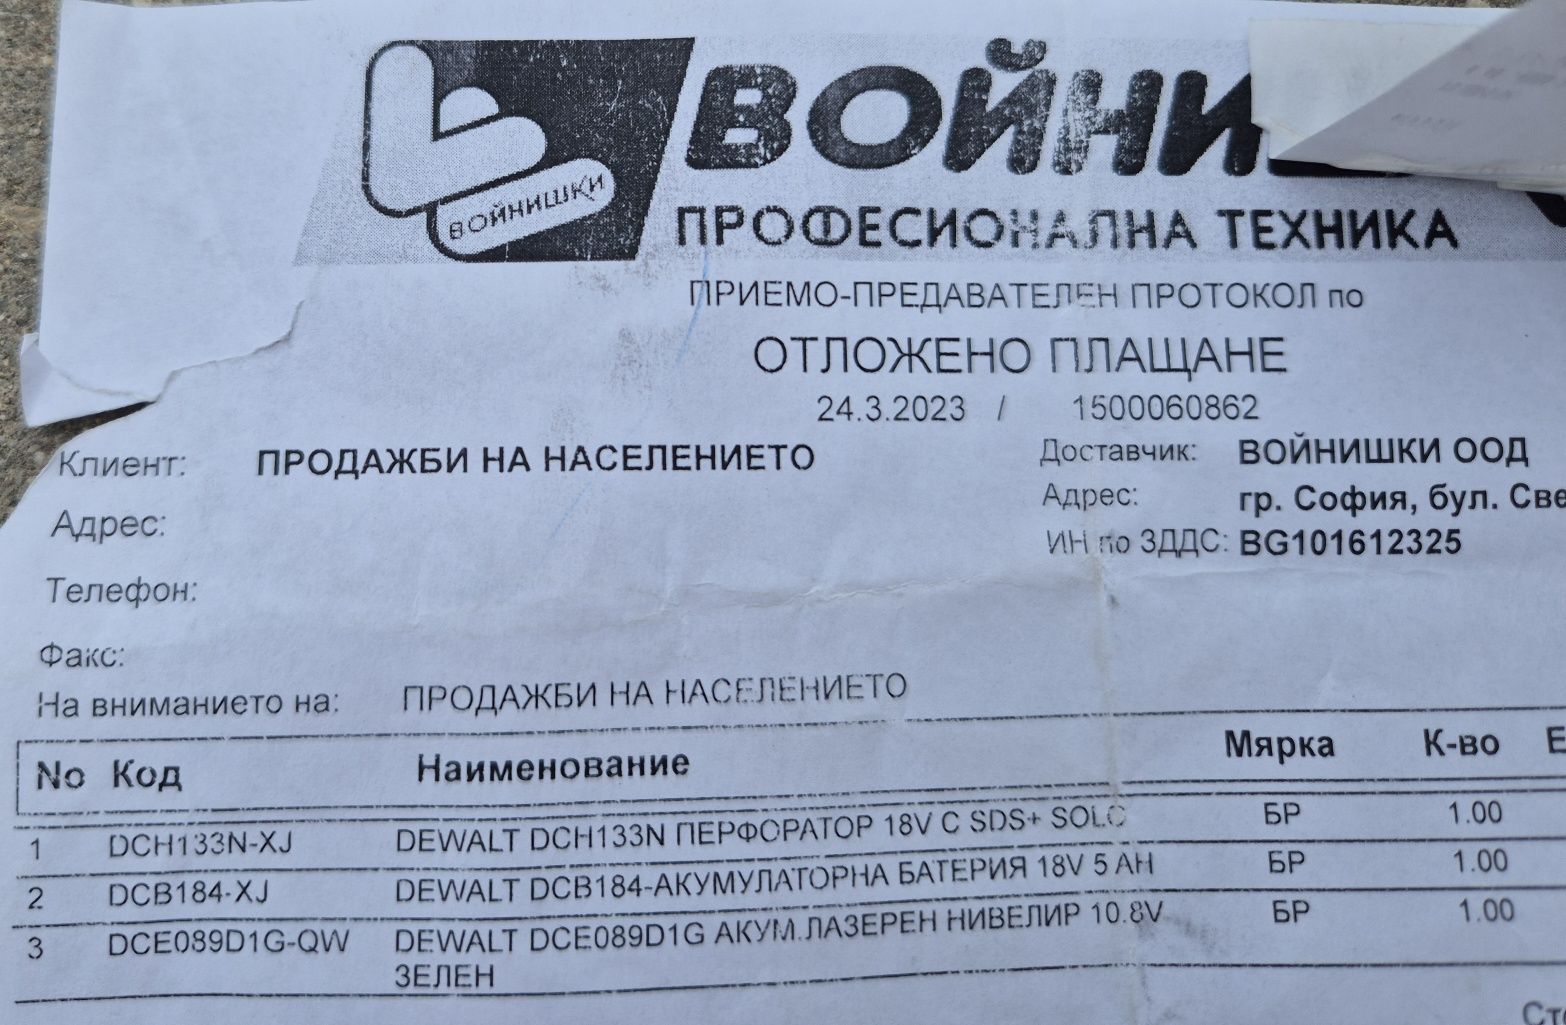 ВОЙНИШКИ
ПРОФЕСИОНАЛНА ТЕХНИКА
ПРИЕМО-ПРЕДАВАТЕЛЕН ПРОТОКОЛ по
ОТЛОЖЕНО ПЛАЩАНЕ
24.3.2023 / 1500060862
Клиент: ПРОДАЖБИ НА НАСЕЛЕНИЕТО
Доставчик: ВОЙНИШКИ ООД
Адрес:
Адрес: гр. София, бул.
ИН по ЗДДС: BG101612325
Телефон:
Факс:
На вниманието на: ПРОДАЖБИ НА НАСЕЛЕНИЕТО
No Код Наименование Мярка К-во
1 DCH133N-XJ DEWALT DCH133N ПЕРФОРАТОР 18V С SDS+ SOLO БР 1.00
2 DCB184-XJ DEWALT DCB184-АКУМУЛАТОРНА БАТЕРИЯ 18V 5 AH БР 1.00
3 DCE089D1G-QW DEWALT DCE089D1G АКУМ.ЛАЗЕРЕН НИВЕЛИР 10.8V БР 1.00
ЗЕЛЕН